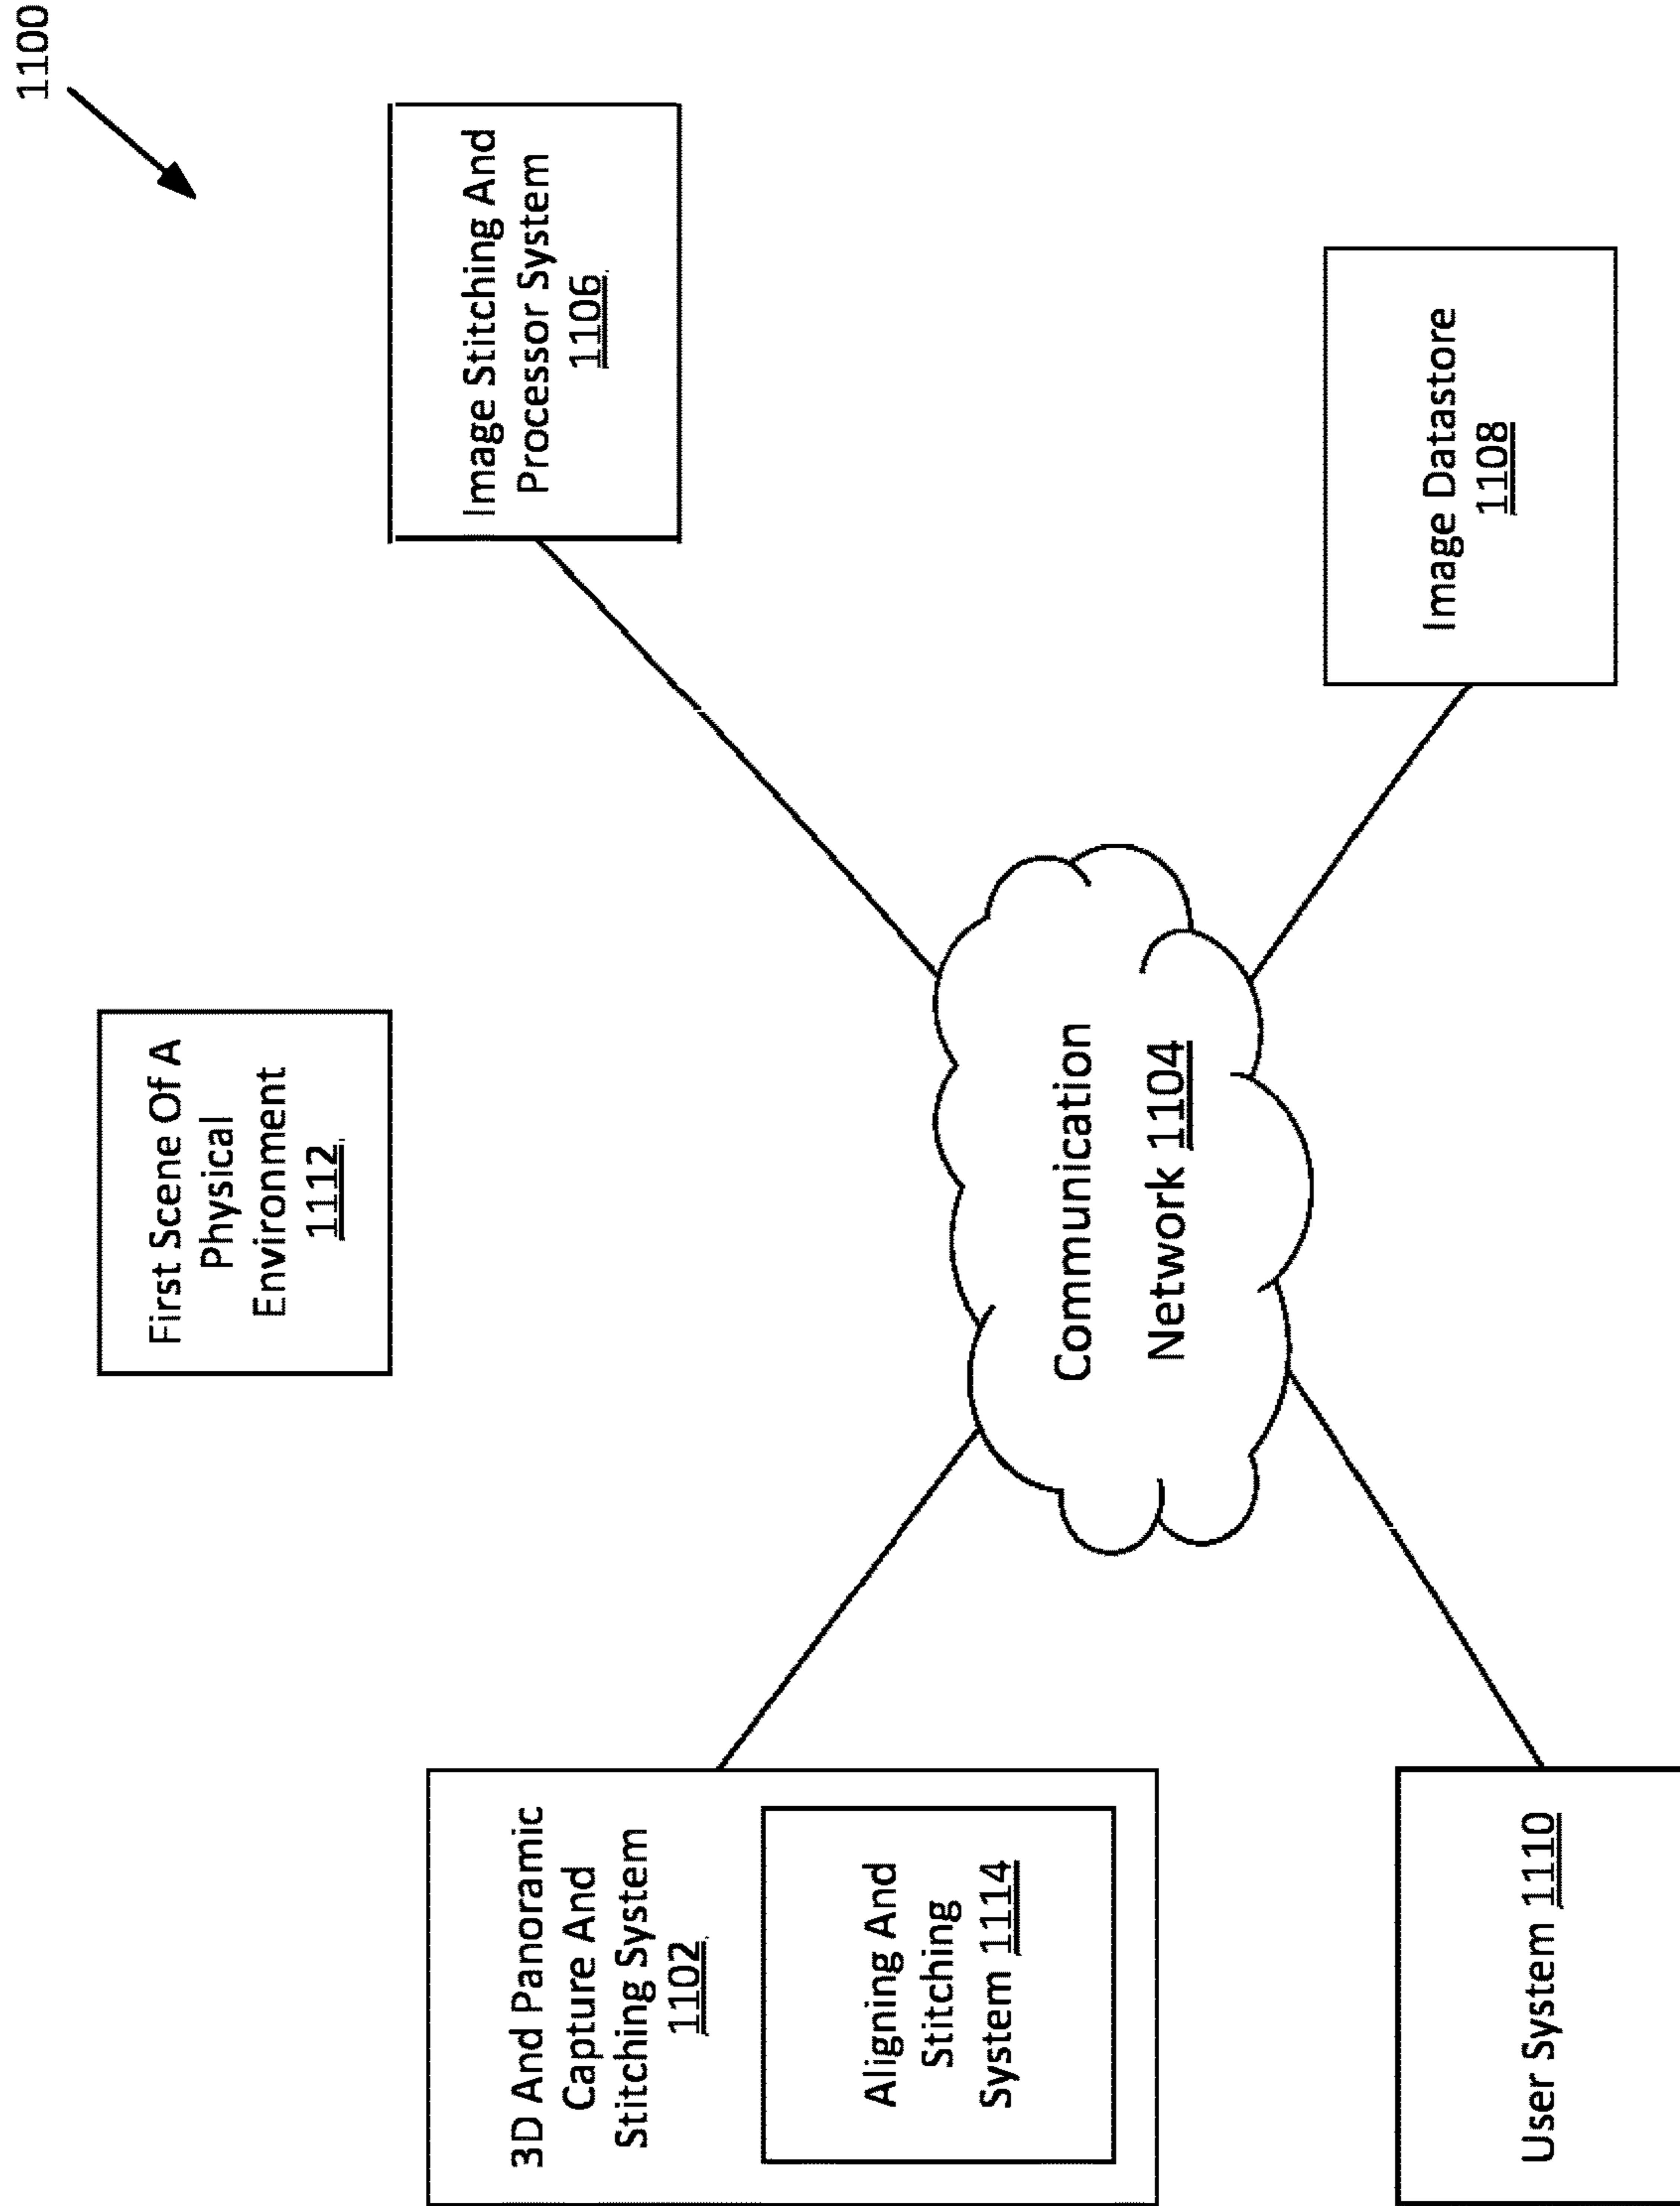 1100
First Scene Of A
Physical
Environment
1112
3D And Panoramic
Capture And
Stitching System
1102
Aligning And
Stitching
System 1114
Image Stitching And
Processor System
1106
Communication
Network 1104
User System 1110
Image Datastore
1108